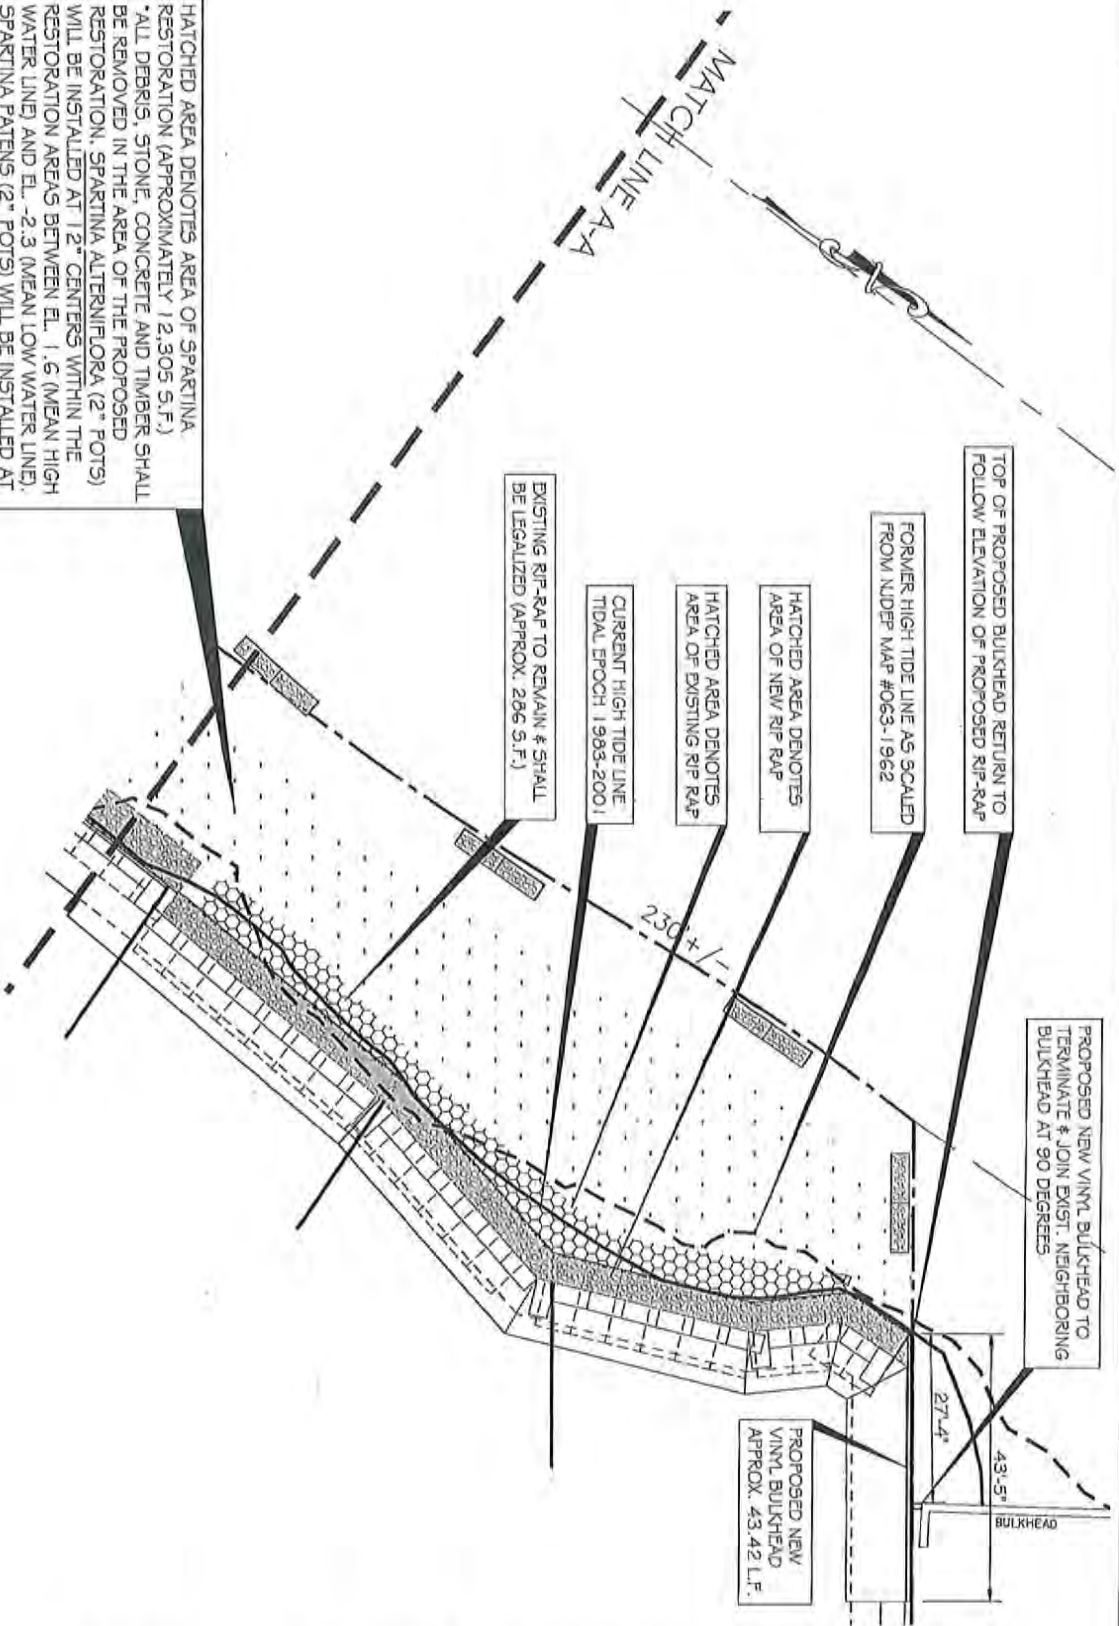 MATCH LINE A-A
TOP OF PROPOSED BULKHEAD RETURN TO
FOLLOW ELEVATION OF PROPOSED RIP-RAP
PROPOSED NEW VINYL BULKHEAD TO
TERMINATE & JOIN EXIST. NEIGHBORING
BULKHEAD AT 90 DEGREES
FORMER HIGH TIDE LINE AS SCALED
FROM NJDEP MAP #063-1962
HATCHED AREA DENOTES
AREA OF NEW RIP RAP
HATCHED AREA DENOTES
AREA OF EXISTING RIP RAP
CURRENT HIGH TIDE LINE
TIDAL EPOCH 1983-2001
EXISTING RIP-RAP TO REMAIN & SHALL
BE LEGALIZED (APPROX. 286 S.F.)
230'+/-
27'-4"
43'-5"
BULKHEAD
PROPOSED NEW
VINYL BULKHEAD
APPROX. 43.42 L.F.
HATCHED AREA DENOTES AREA OF SPARTINA
RESTORATION (APPROXIMATELY 12,305 S.F.)
*ALL DEBRIS, STONE, CONCRETE AND TIMBER SHALL
BE REMOVED IN THE AREA OF THE PROPOSED
RESTORATION. SPARTINA ALTERNIFLORA (2" POTS)
WILL BE INSTALLED AT 12" CENTERS WITHIN THE
RESTORATION AREAS BETWEEN EL. 1.6 (MEAN HIGH
WATER LINE) AND EL. -2.3 (MEAN LOW WATER LINE).
SPARTINA PATENS (2" POTS) WILL BE INSTALLED AT